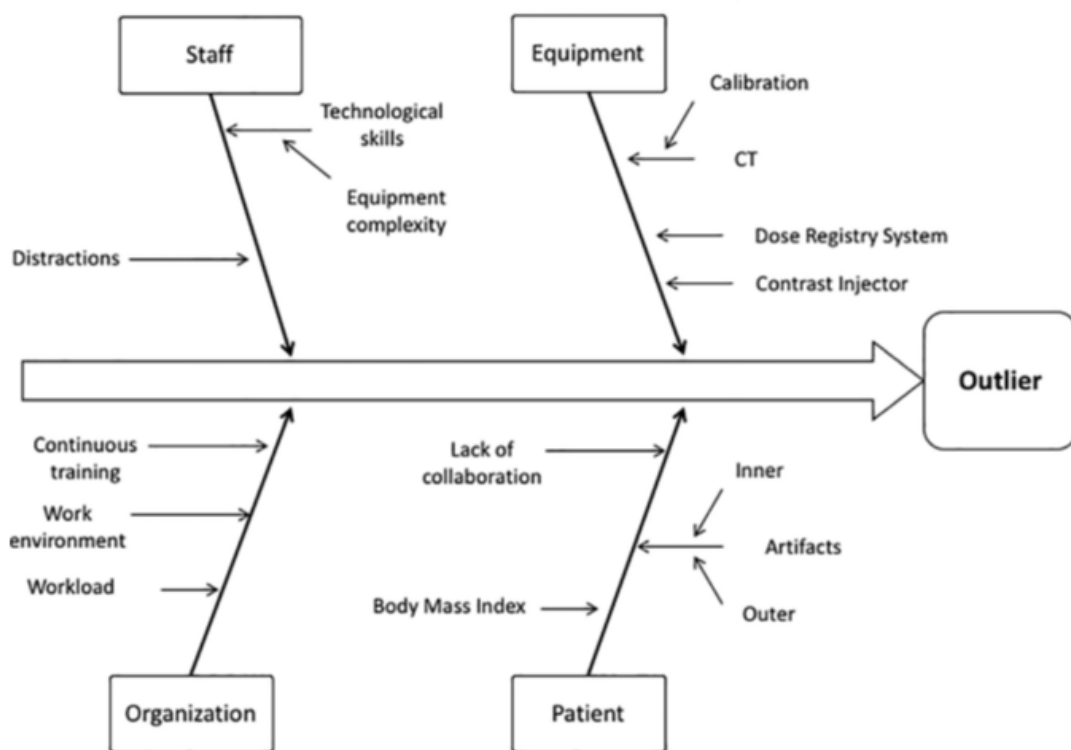 Staff
Equipment
Technological
skills
Equipment
complexity
Distractions
Calibration
CT
Dose Registry System
Contrast Injector
Outlier
Continuous
training
Work
environment
Workload
Lack of
collaboration
Inner
Artifacts
Outer
Body Mass Index
Organization
Patient